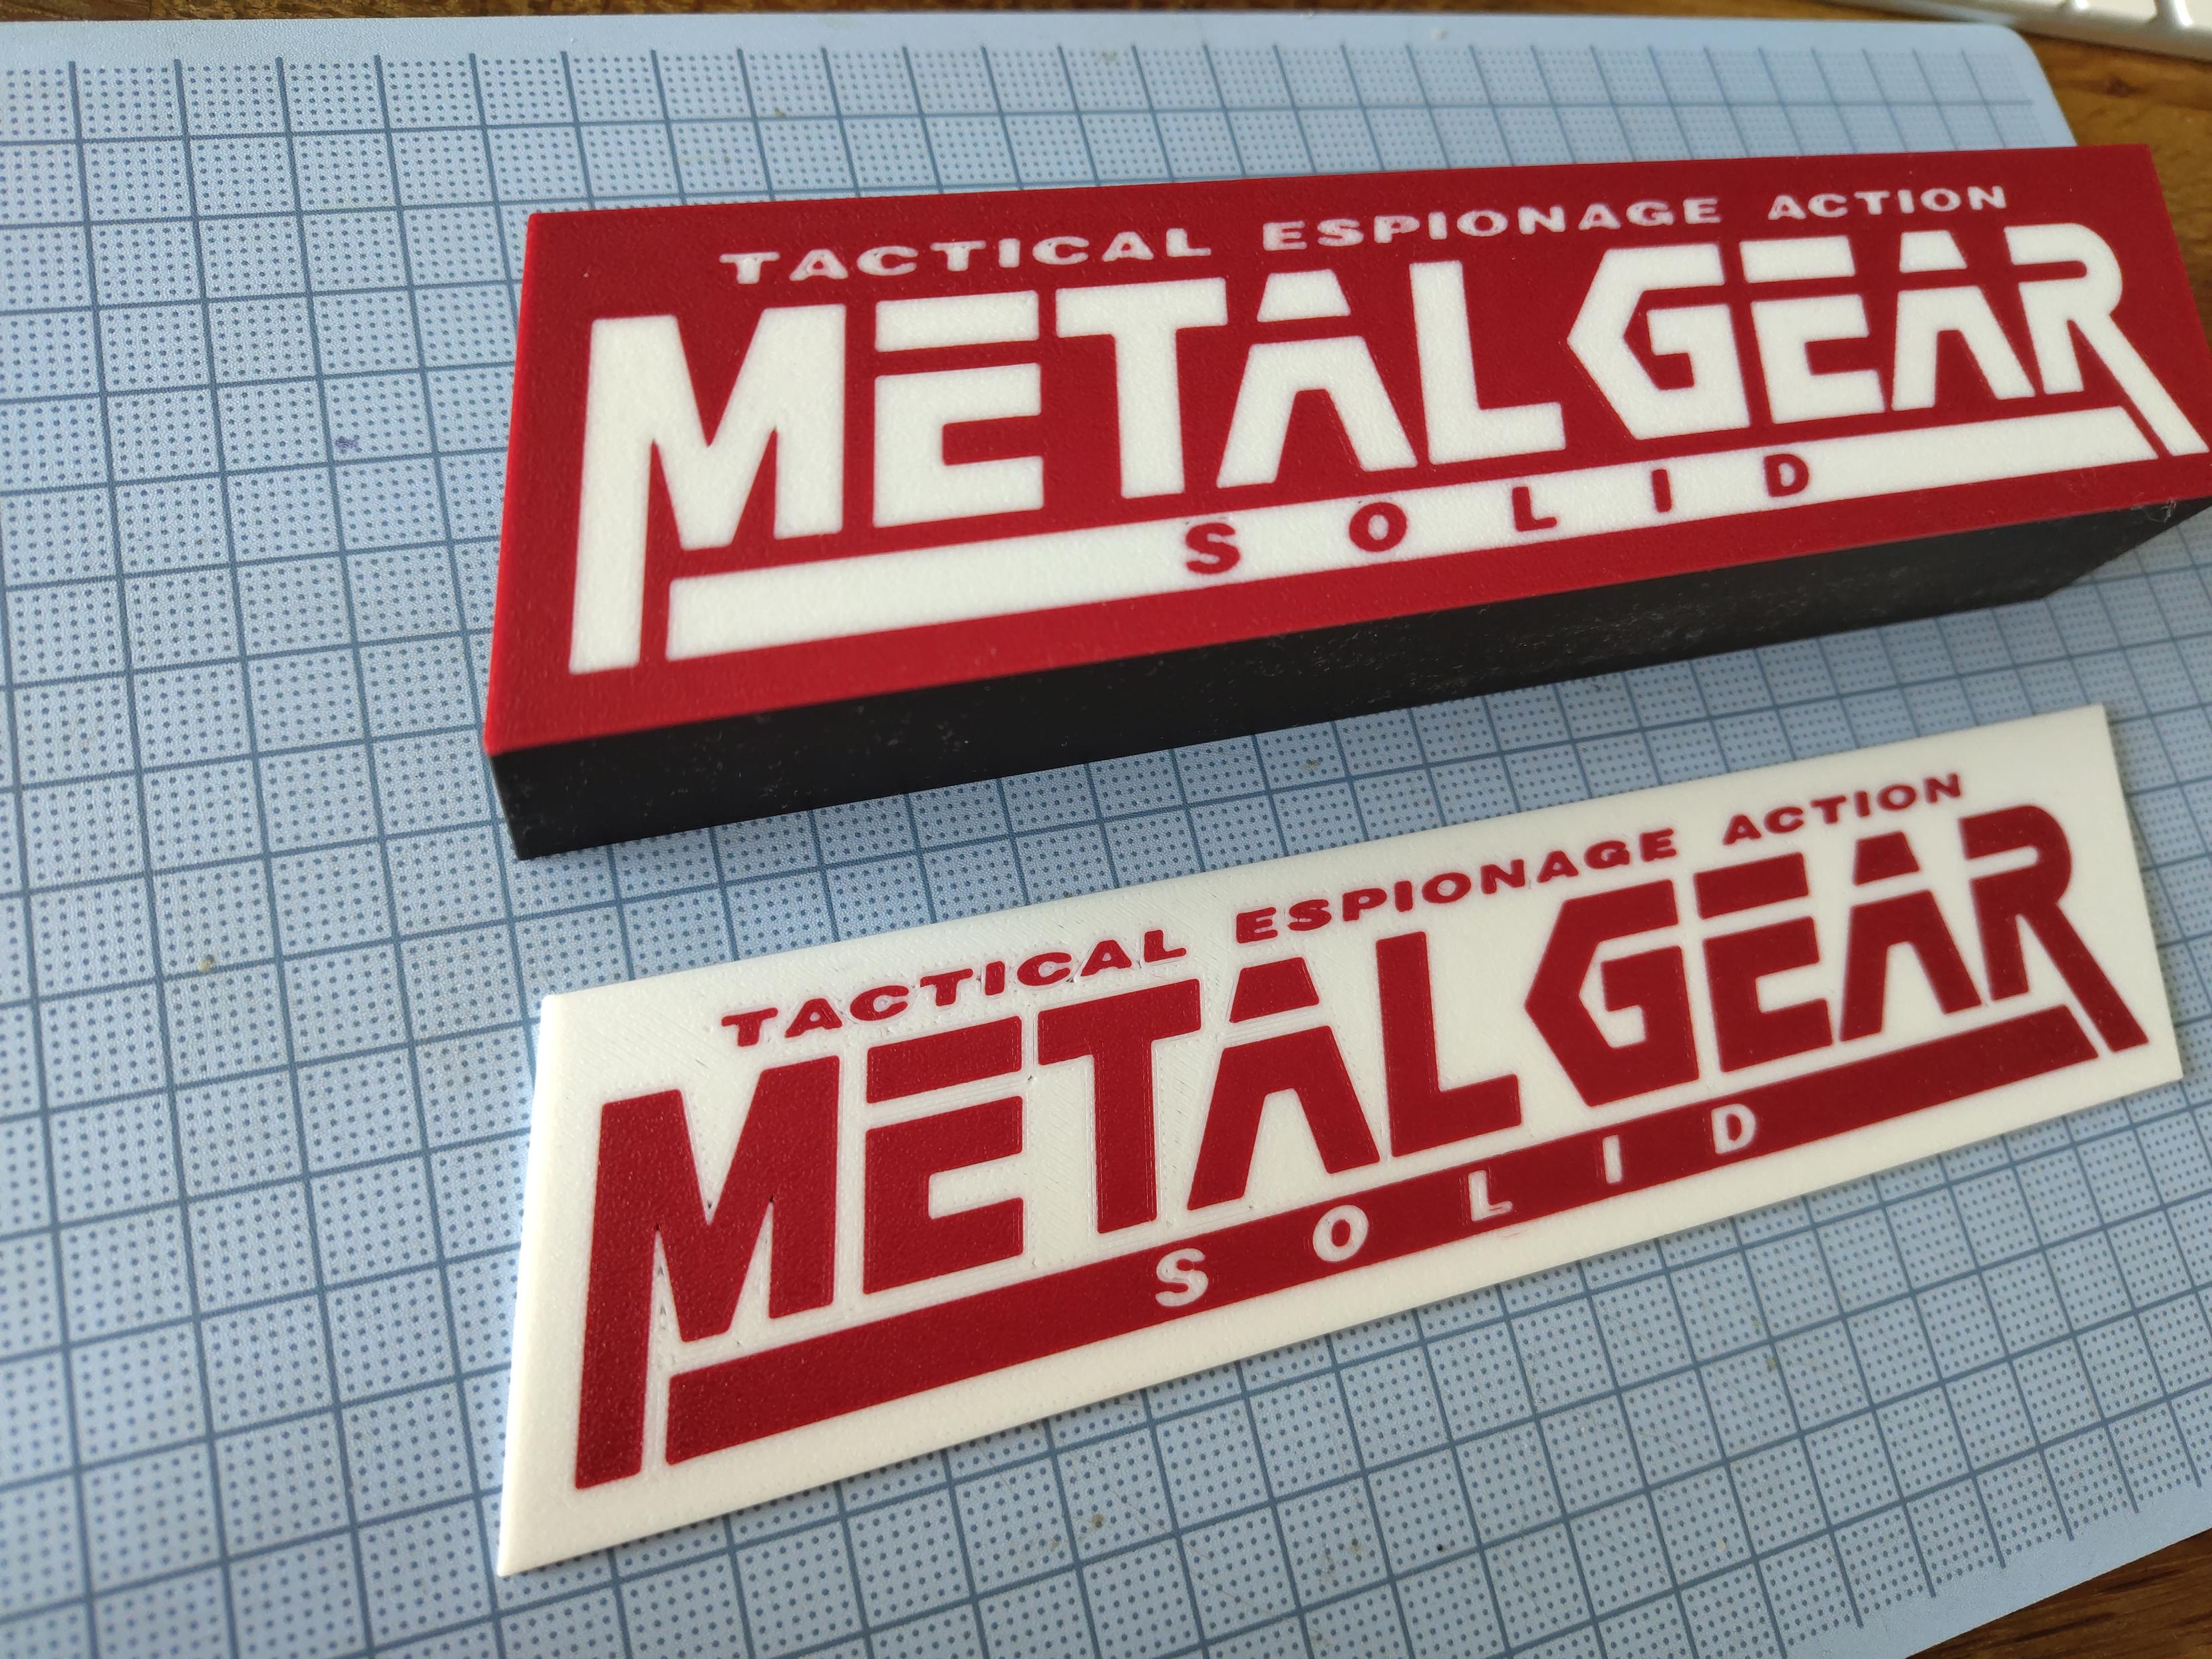 TACTICAL ESPIONAGE ACTION
METAL GEAR
SOLID
TACTICAL ESPIONAGE ACTION
METAL GEAR
SOLID